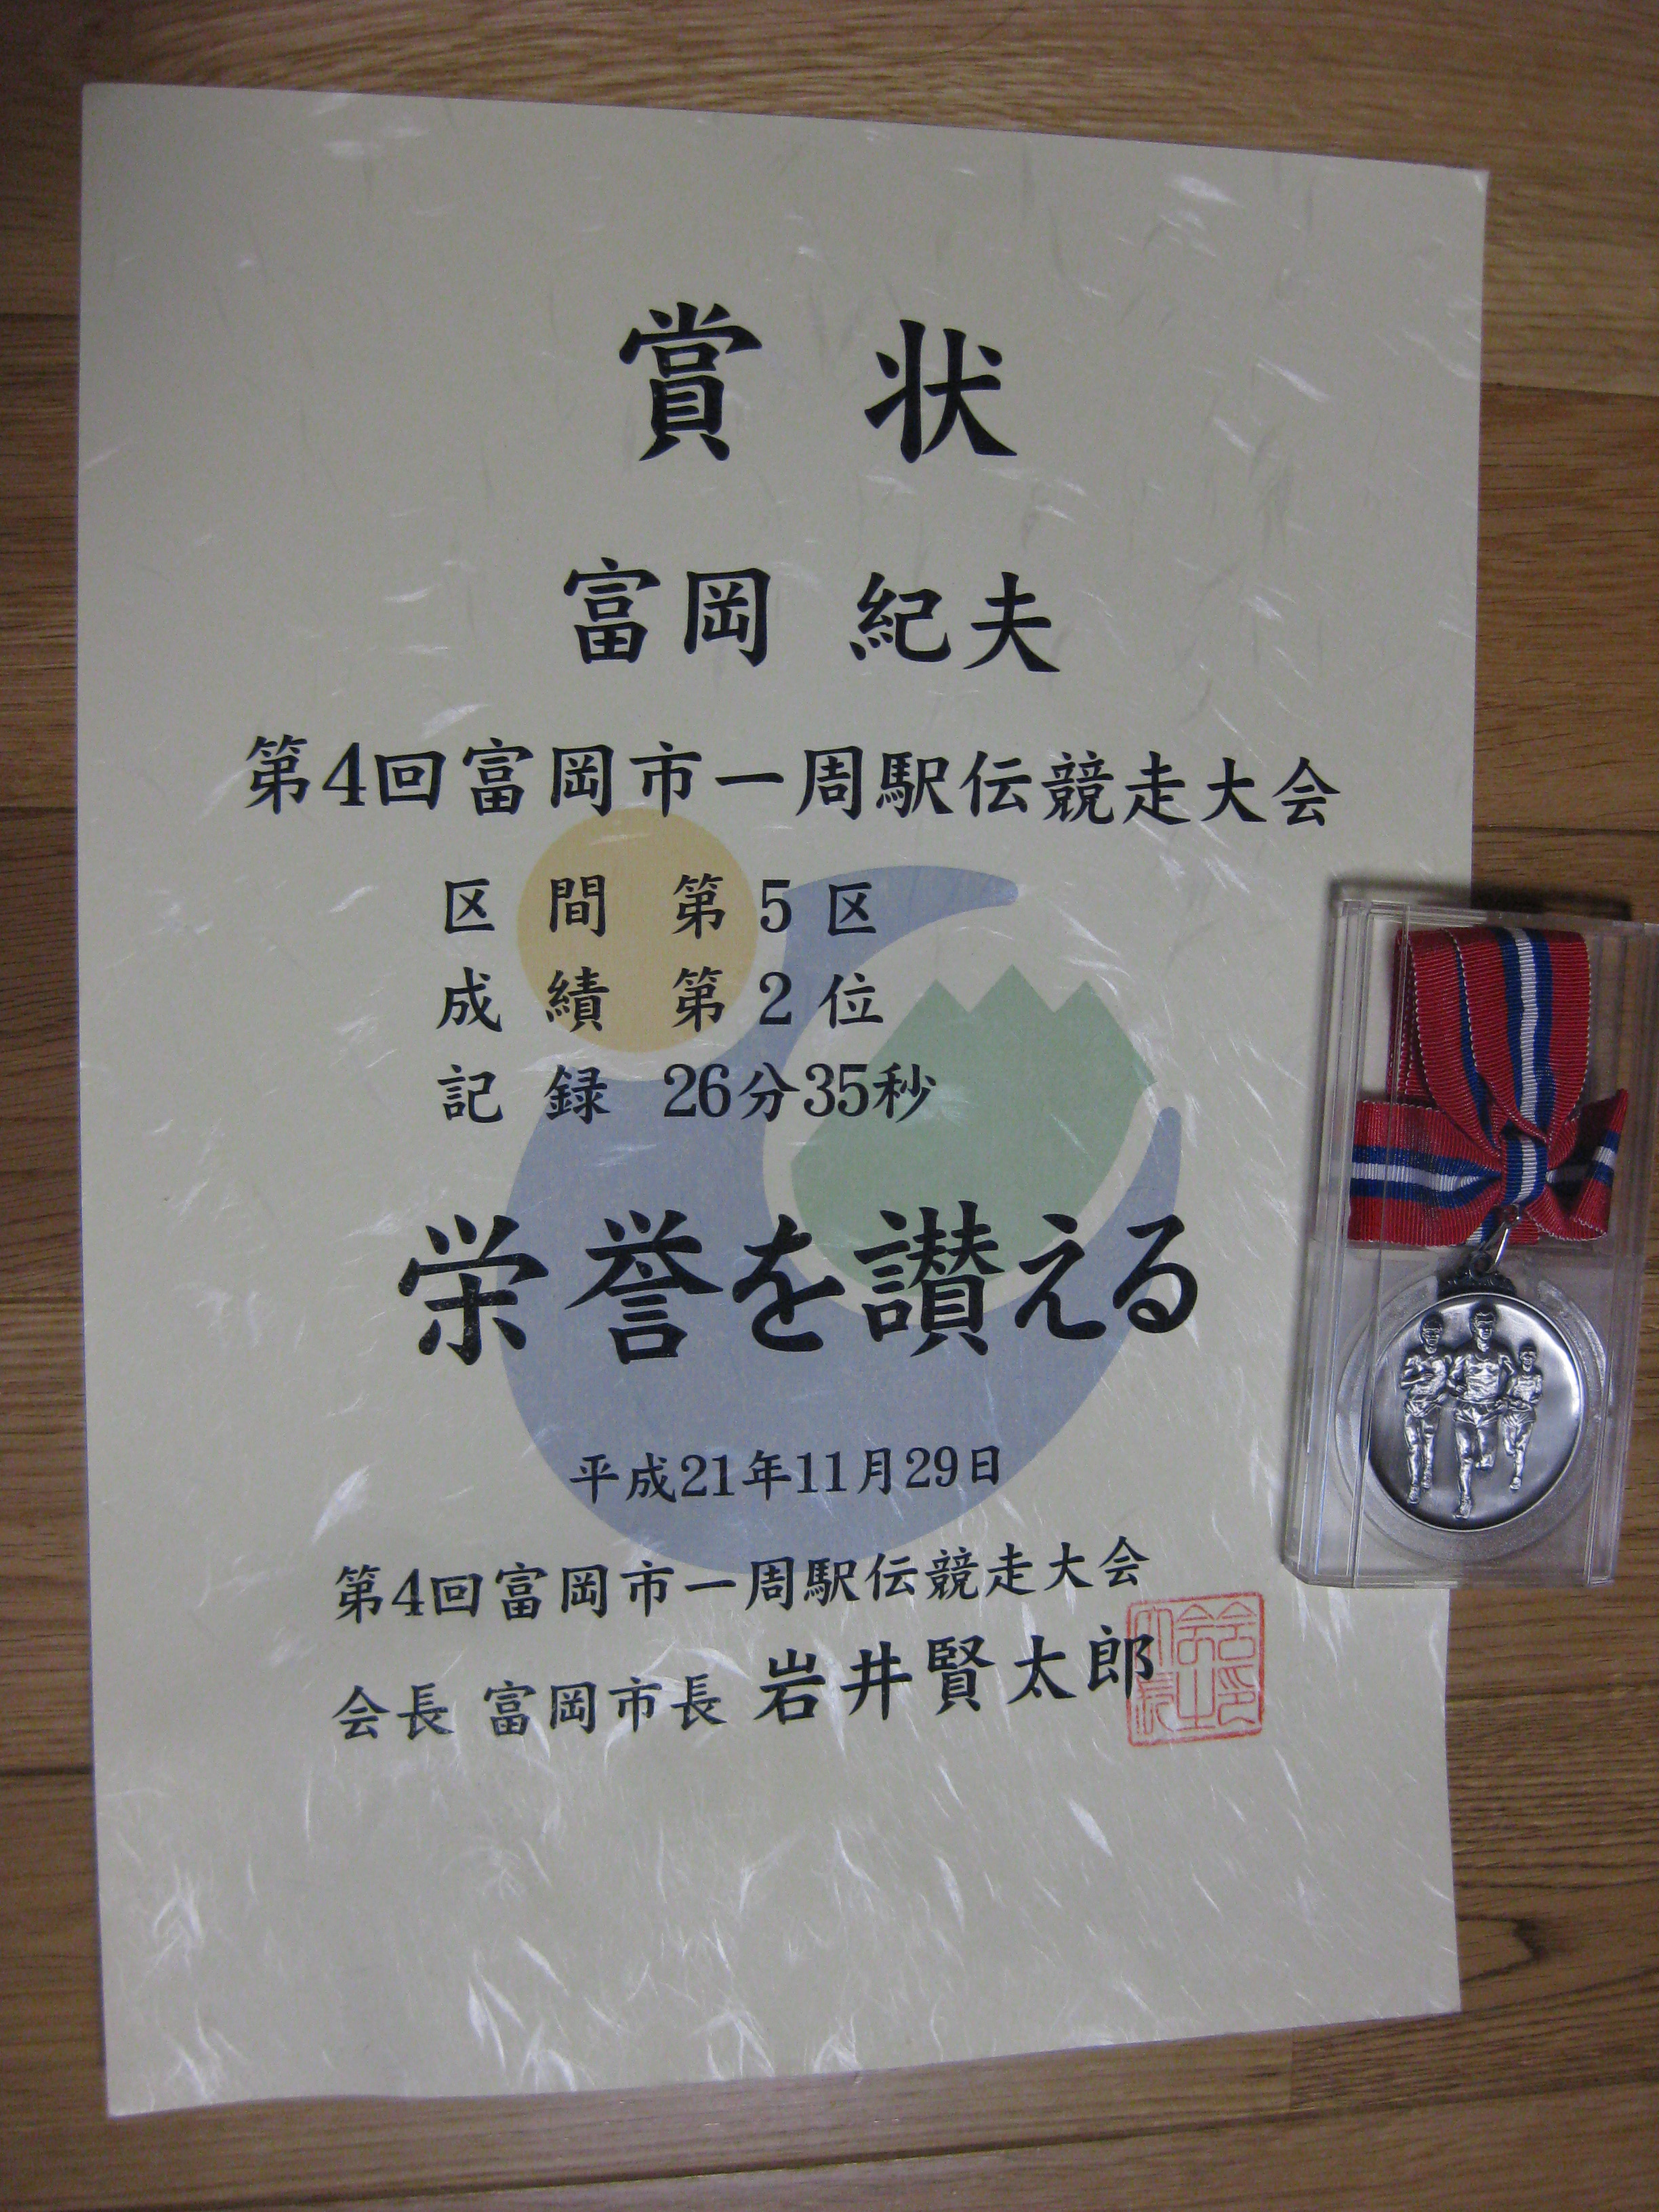 賞状
富岡 紀夫
第4回富岡市一周駅伝競走大会
区間 第5区
成績 第2位
記録 26分35秒
栄誉を讃える
平成21年11月29日
第4回富岡市一周駅伝競走大会
会長 富岡市長 岩井賢太郎